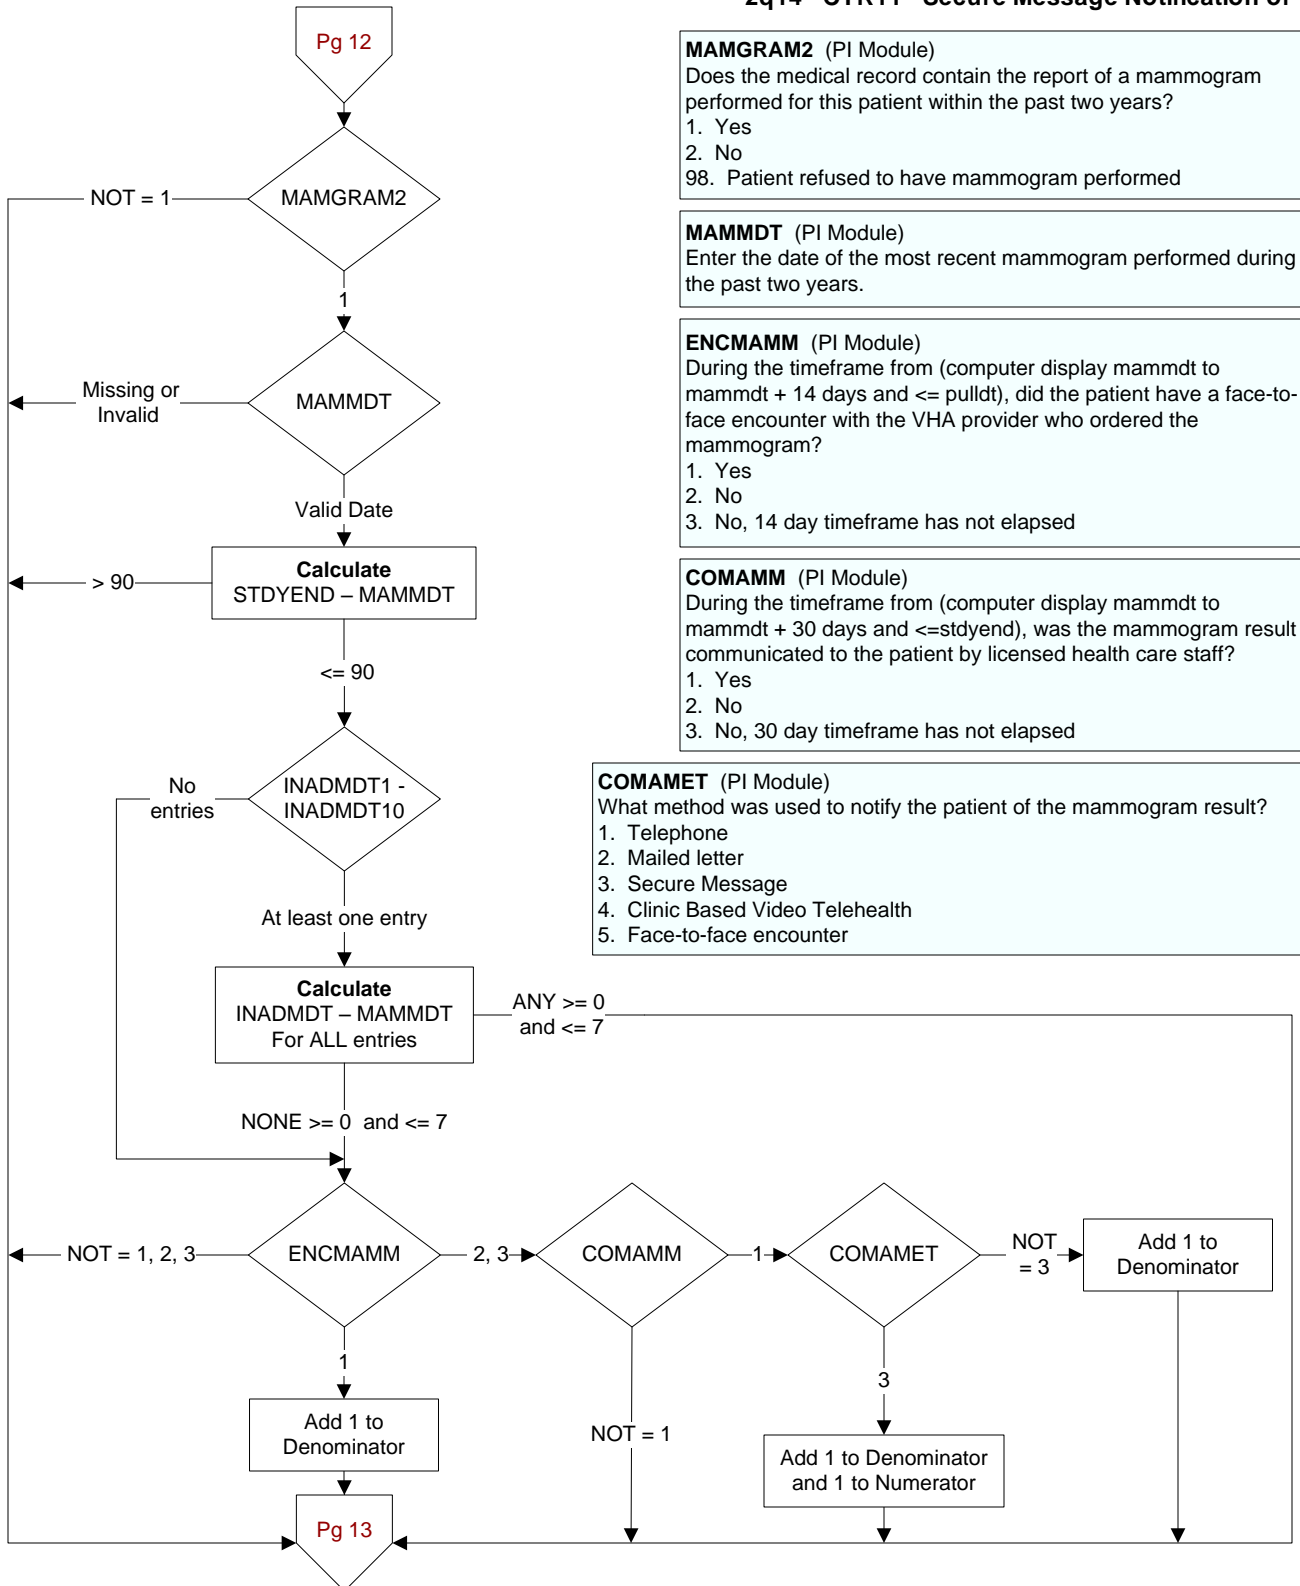 Pg 12
MAMGRAM2 (PI Module)
Does the medical record contain the report of a mammogram
performed for this patient within the past two years?
1. Yes
2. No
98. Patient refused to have mammogram performed
NOT = 1
MAMGRAM2
1
MAMMDT (PI Module)
Enter the date of the most recent mammogram performed during
the past two years.
Missing or
Invalid
MAMMDT
Valid Date
ENCMAMM (PI Module)
During the timeframe from (computer display mammdt to
mammdt + 14 days and <= pulldt), did the patient have a face-to-
face encounter with the VHA provider who ordered the
mammogram?
1. Yes
2. No
3. No, 14 day timeframe has not elapsed
> 90
Calculate
STDYEND – MAMMDT
<= 90
COMAMM (PI Module)
During the timeframe from (computer display mammdt to
mammdt + 30 days and <=stdyend), was the mammogram result
communicated to the patient by licensed health care staff?
1. Yes
2. No
3. No, 30 day timeframe has not elapsed
No
entries
INADMDT1 -
INADMDT10
At least one entry
COMAMET (PI Module)
What method was used to notify the patient of the mammogram result?
1. Telephone
2. Mailed letter
3. Secure Message
4. Clinic Based Video Telehealth
5. Face-to-face encounter
Calculate
INADMDT – MAMMDT
For ALL entries
ANY >= 0
and <= 7
NONE >= 0 and <= 7
NOT = 1, 2, 3
ENCMAMM
2, 3
COMAMM
1
COMAMET
NOT
= 3
Add 1 to
Denominator
1
Add 1 to
Denominator
NOT = 1
3
Add 1 to Denominator
and 1 to Numerator
Pg 13